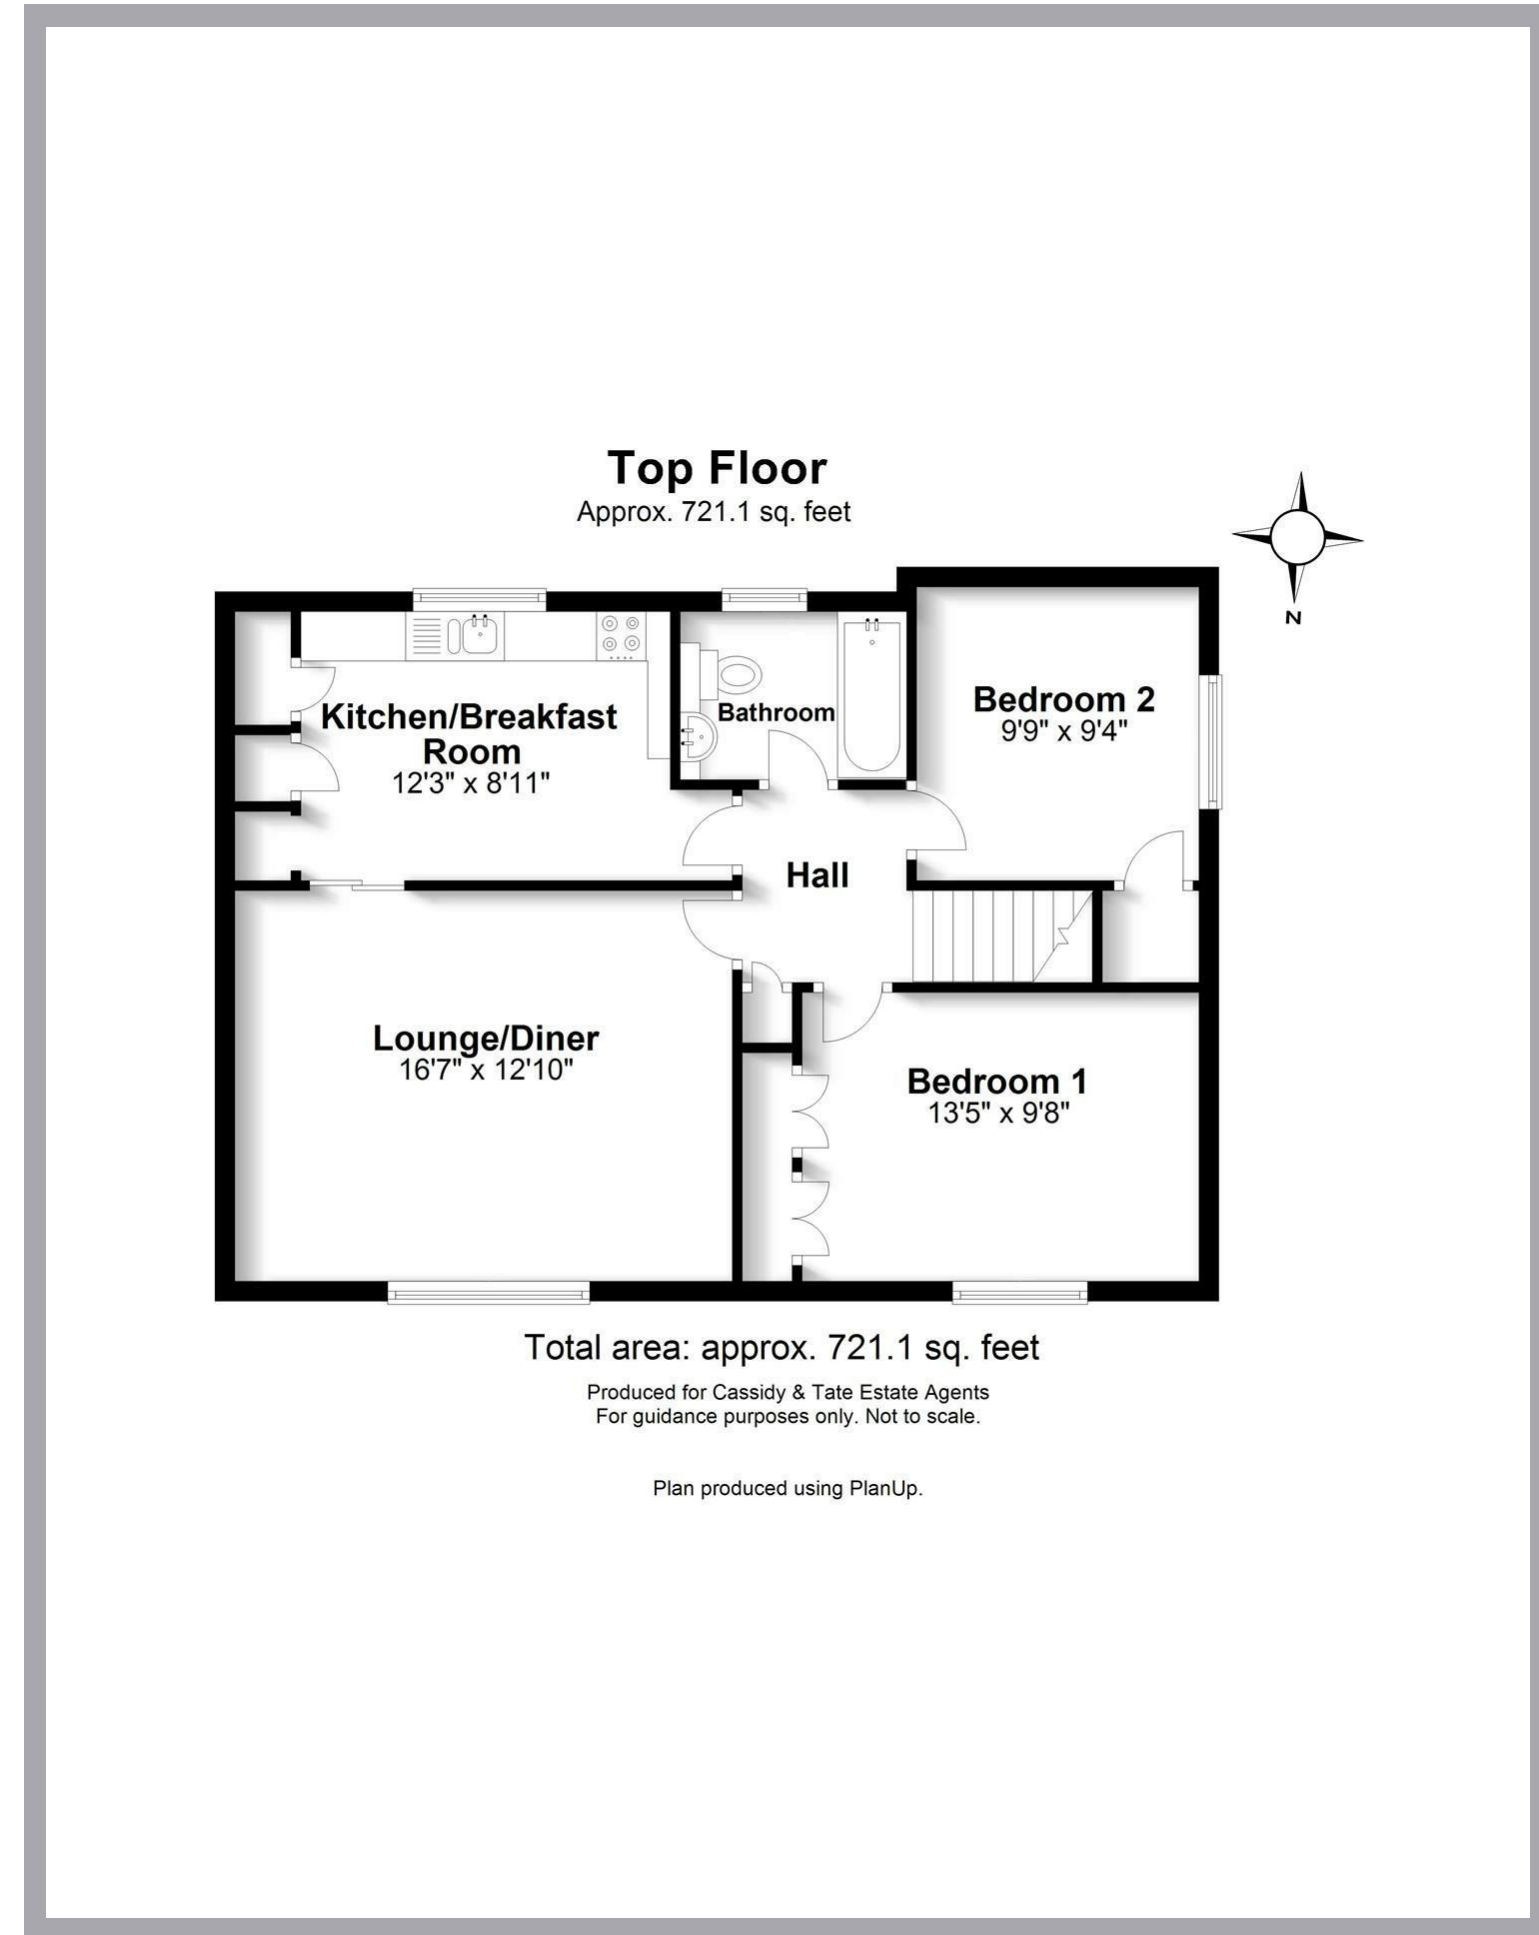 Top Floor
Approx. 721.1 sq. feet
N
Kitchen/Breakfast
Room
12'3" x 8'11"
Bathroom
Bedroom 2
9'9" x 9'4"
Hall
Lounge/Diner
16'7" x 12'10"
Bedroom 1
13'5" x 9'8"
Total area: approx. 721.1 sq. feet
Produced for Cassidy & Tate Estate Agents
For guidance purposes only. Not to scale.
Plan produced using PlanUp.